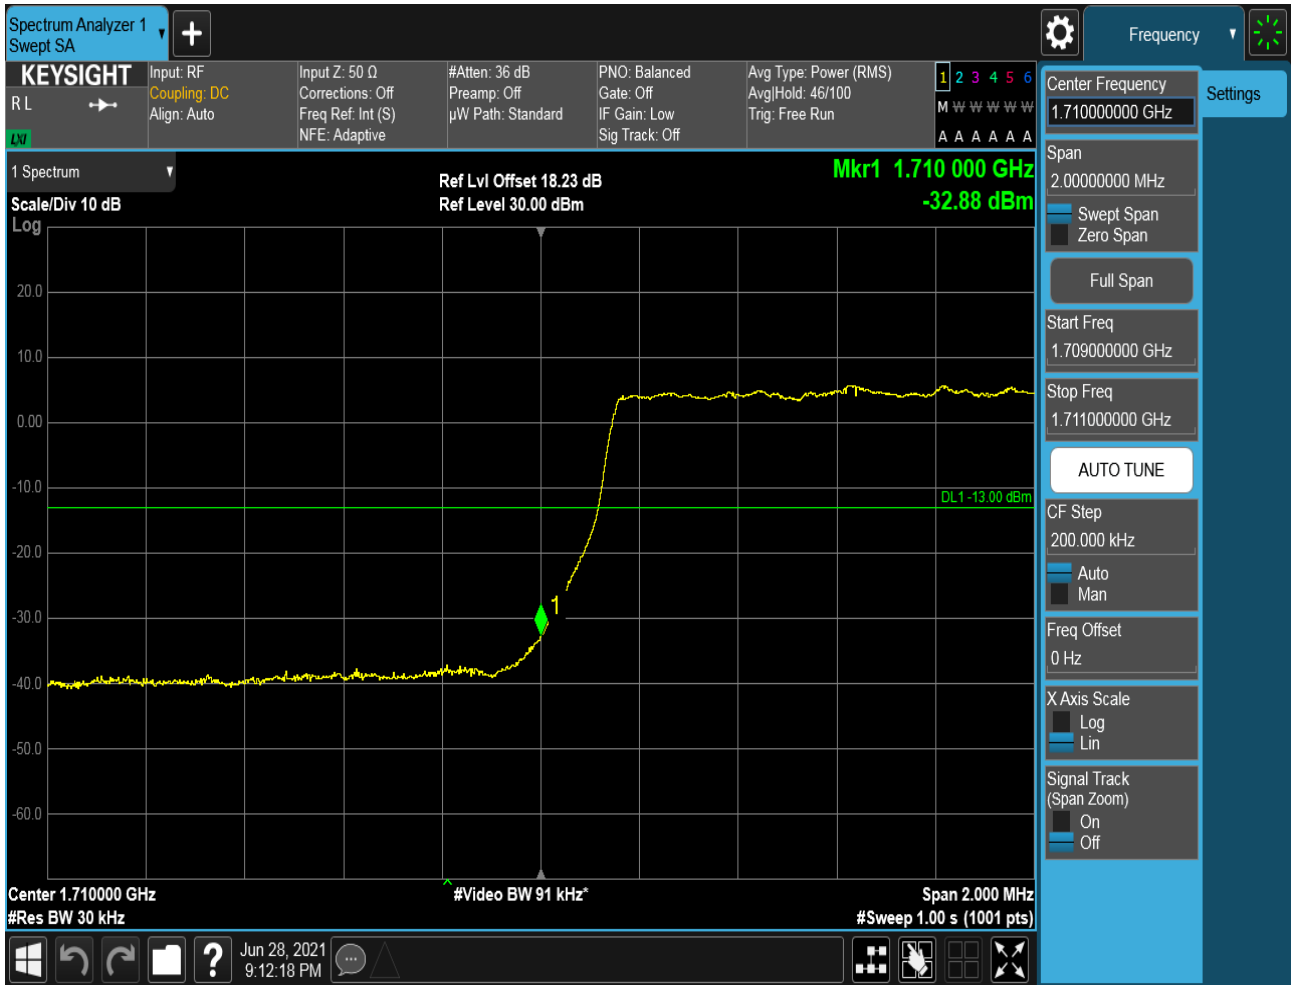 Spectrum Analyzer 1
Swept SA
Frequency
KEYSIGHT
R L
LXI
Input: RF
Coupling: DC
Align: Auto
Input Z: 50 Ω
Corrections: Off
Freq Ref: Int (S)
NFE: Adaptive
#Atten: 36 dB
Preamp: Off
µW Path: Standard
PNO: Balanced
Gate: Off
IF Gain: Low
Sig Track: Off
Avg Type: Power (RMS)
Avg|Hold: 46/100
Trig: Free Run
1 2 3 4 5 6
M W W W W W
A A A A A A
1 Spectrum
Scale/Div 10 dB
Log
Ref Lvl Offset 18.23 dB
Ref Level 30.00 dBm
Mkr1 1.710 000 GHz
-32.88 dBm
20.0
10.0
0.00
-10.0
DL1 -13.00 dBm
-20.0
1
-30.0
-40.0
-50.0
-60.0
Center 1.710000 GHz
#Res BW 30 kHz
#Video BW 91 kHz*
Span 2.000 MHz
#Sweep 1.00 s (1001 pts)
Center Frequency
1.710000000 GHz
Settings
Span
2.00000000 MHz
Swept Span
Zero Span
Full Span
Start Freq
1.709000000 GHz
Stop Freq
1.711000000 GHz
AUTO TUNE
CF Step
200.000 kHz
Auto
Man
Freq Offset
0 Hz
X Axis Scale
Log
Lin
Signal Track
(Span Zoom)
On
Off
?
Jun 28, 2021
9:12:18 PM